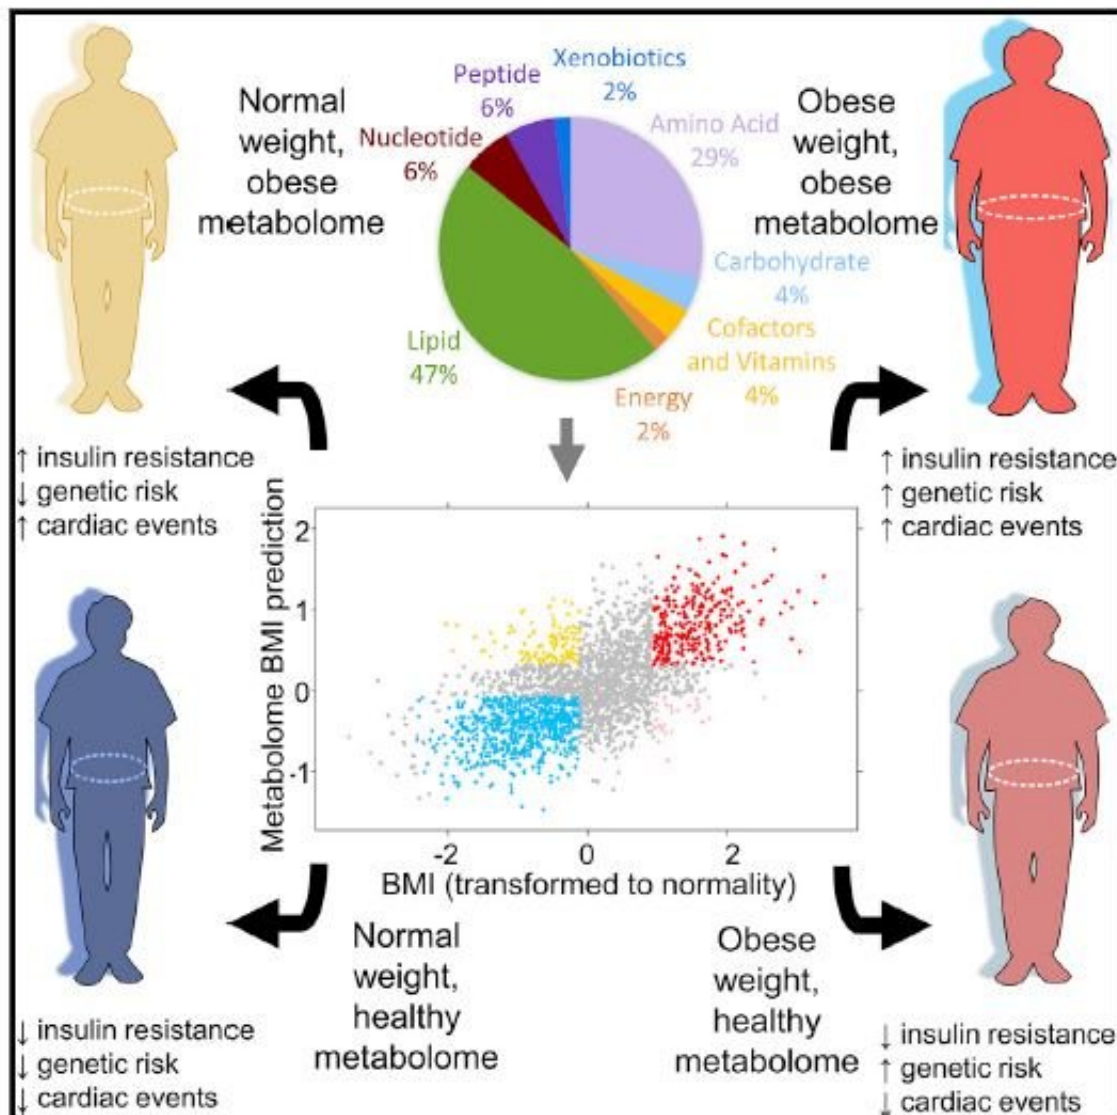 Normal
weight,
obese
metabolome
Peptide
6%
Xenobiotics
2%
Nucleotide
6%
Amino Acid
29%
Carbohydrate
4%
Cofactors
and Vitamins
4%
Energy
2%
Lipid
47%
Obese
weight,
obese
metabolome
↑ insulin resistance
↓ genetic risk
↑ cardiac events
↑ insulin resistance
↑ genetic risk
↑ cardiac events
Metabolome BMI prediction
2
1
0
-1
-2
0
2
BMI (transformed to normality)
Normal
weight,
healthy
metabolome
Obese
weight,
healthy
metabolome
↓ insulin resistance
↓ genetic risk
↓ cardiac events
↓ insulin resistance
↑ genetic risk
↓ cardiac events